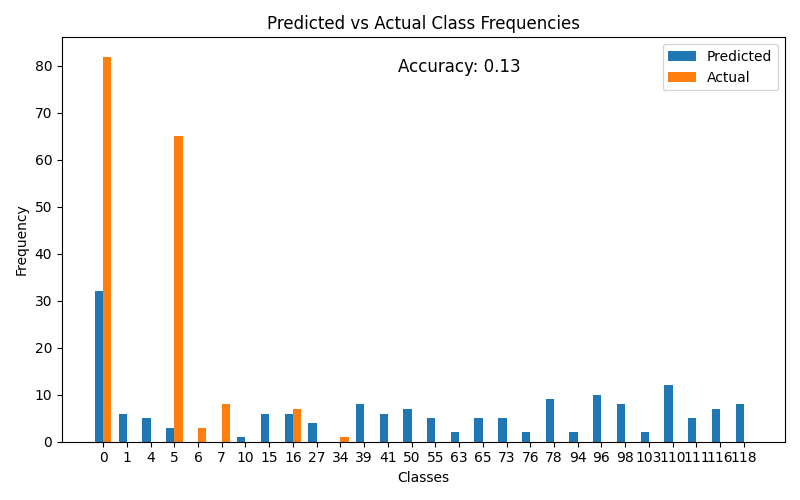 Predicted vs Actual Class Frequencies
Accuracy: 0.13
Predicted
Actual
Frequency
80
70
60
50
40
30
20
10
0
0 1 4 5 6 7 10 15 16 27 34 39 41 50 55 63 65 73 76 78 94 96 98 103 110 111 116 118
Classes